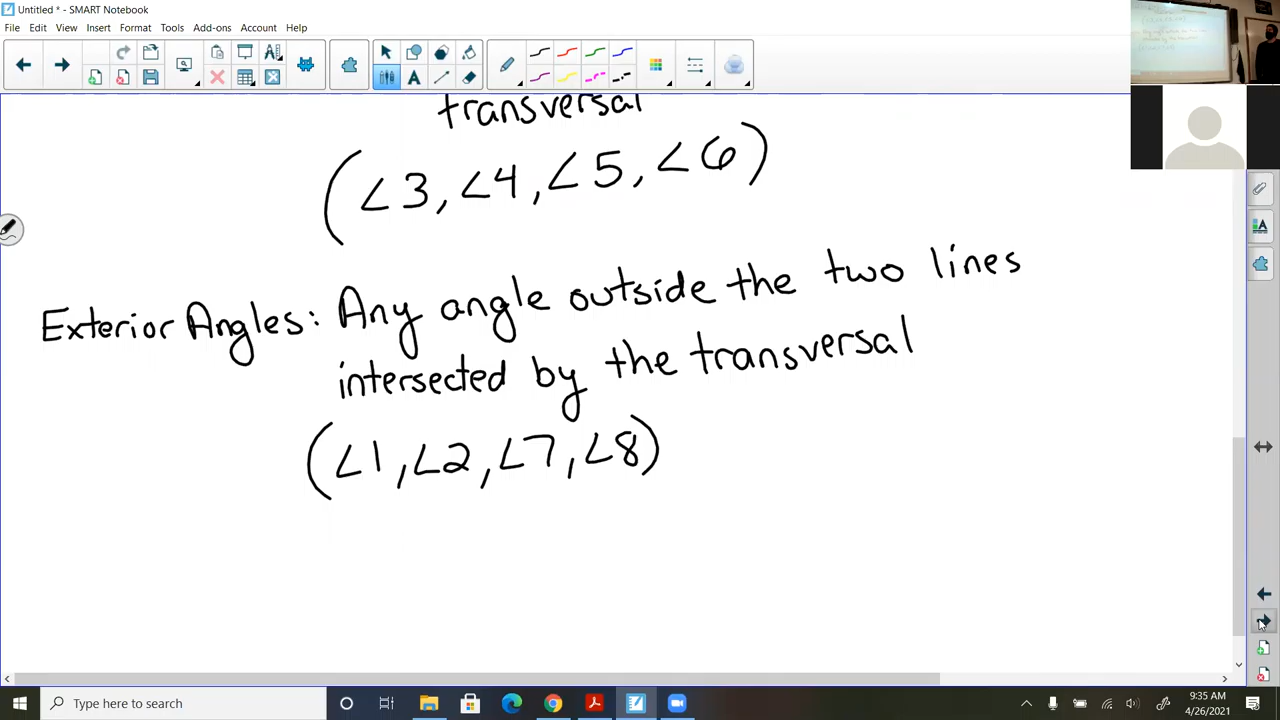 Untitled * - SMART Notebook
File Edit View Insert Format Tools Add-ons Account Help
transversal
(∠3, ∠4, ∠5, ∠6)
Exterior Angles: Any angle outside the two lines
intersected by the transversal
(∠1, ∠2, ∠7, ∠8)
Type here to search
9:35 AM
4/26/2021